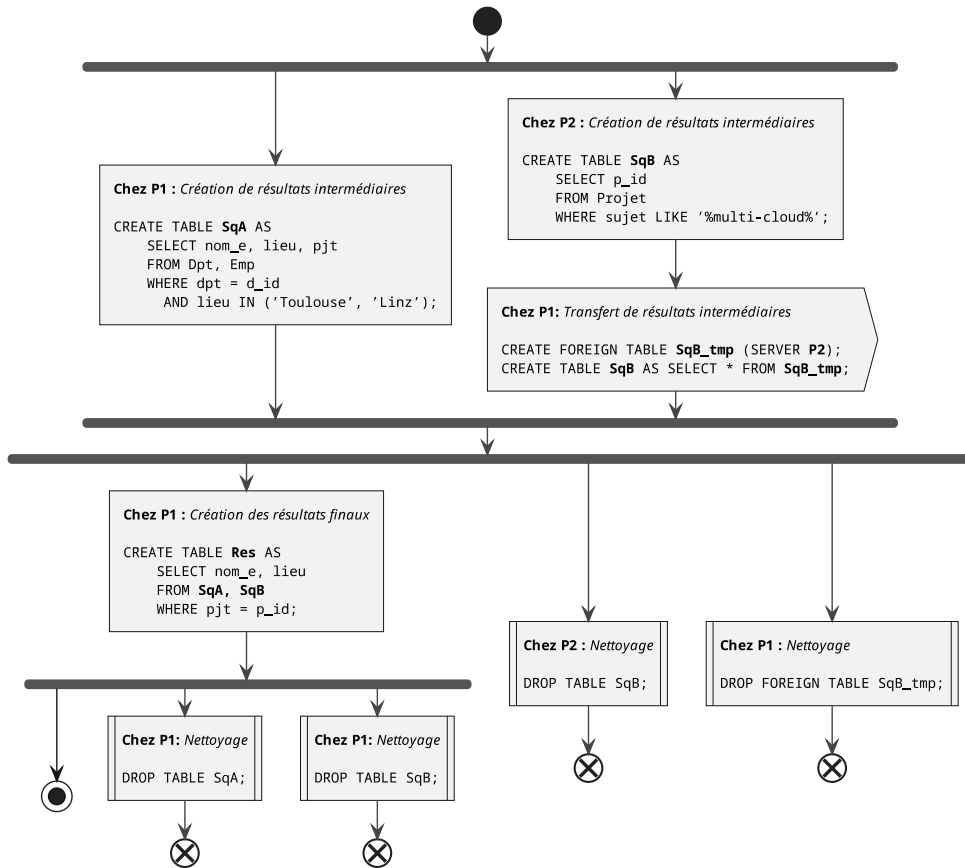 Chez P2 : Création de résultats intermédiaires
CREATE TABLE SqB AS
SELECT p_id
FROM Projet
WHERE sujet LIKE ’%multi-cloud%’;
Chez P1 : Création de résultats intermédiaires
CREATE TABLE SqA AS
SELECT nom_e, lieu, pjt
FROM Dpt, Emp
WHERE dpt = d_id
AND lieu IN (’Toulouse’, ’Linz’);
Chez P1: Transfert de résultats intermédiaires
CREATE FOREIGN TABLE SqB_tmp (SERVER P2);
CREATE TABLE SqB AS SELECT * FROM SqB_tmp;
Chez P1 : Création des résultats finaux
CREATE TABLE Res AS
SELECT nom_e, lieu
FROM SqA, SqB
WHERE pjt = p_id;
Chez P2 : Nettoyage
DROP TABLE SqB;
Chez P1 : Nettoyage
DROP FOREIGN TABLE SqB_tmp;
Chez P1: Nettoyage
DROP TABLE SqA;
Chez P1: Nettoyage
DROP TABLE SqB;